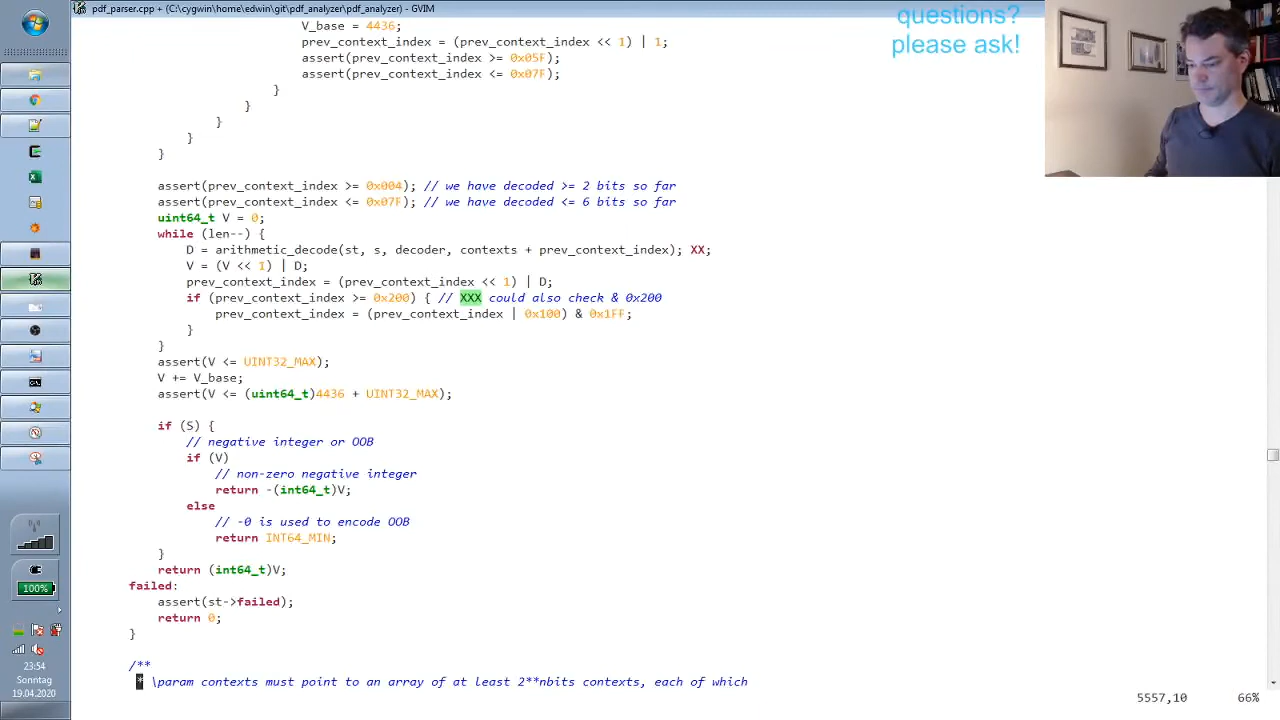 pdf_parser.cpp + (C:\cygwin\home\edwin\git\pdf_analyzer\pdf_analyzer) - GVIM
questions?
please ask!
V_base = 4436;
prev_context_index = (prev_context_index << 1) | 1;
assert(prev_context_index >= 0x05F);
assert(prev_context_index <= 0x07F);
}
}
}
}
}
assert(prev_context_index >= 0x004); // we have decoded >= 2 bits so far
assert(prev_context_index <= 0x07F); // we have decoded <= 6 bits so far
uint64_t V = 0;
while (len--) {
D = arithmetic_decode(st, s, decoder, contexts + prev_context_index); XX;
V = (V << 1) | D;
prev_context_index = (prev_context_index << 1) | D;
if (prev_context_index >= 0x200) { // XXX could also check & 0x200
prev_context_index = (prev_context_index | 0x100) & 0x1FF;
}
}
assert(V <= UINT32_MAX);
V += V_base;
assert(V <= (uint64_t)4436 + UINT32_MAX);
if (S) {
// negative integer or OOB
if (V)
// non-zero negative integer
return -(int64_t)V;
else
// -0 is used to encode OOB
return INT64_MIN;
}
return (int64_t)V;
failed:
assert(st->failed);
return 0;
}
/**
* \param contexts must point to an array of at least 2**nbits contexts, each of which
5557,10 66%
100%
23:54
Sonntag
19.04.2020